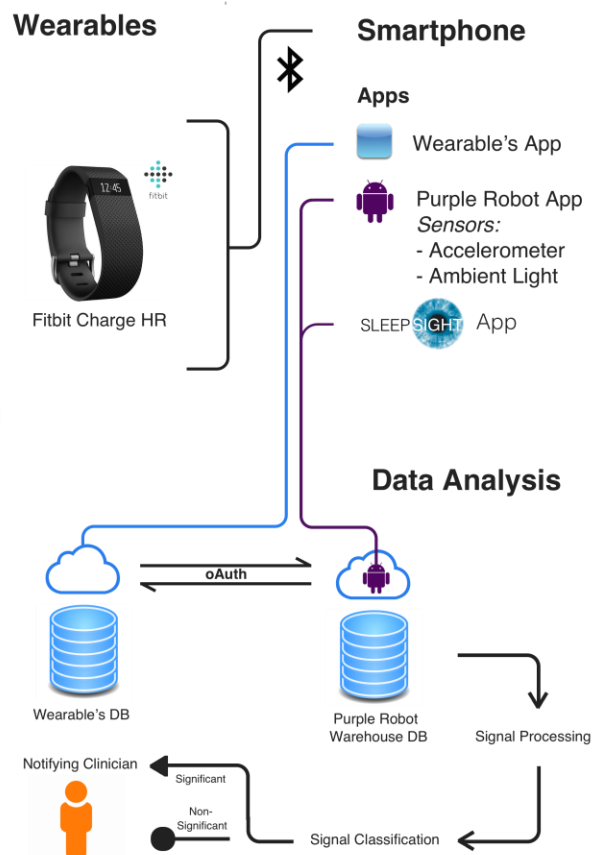 Wearables
Smartphone
Apps
Wearable's App
12:45
fitbit
Purple Robot App
Sensors:
- Accelerometer
- Ambient Light
Fitbit Charge HR
SLEEPSIGHT App
Data Analysis
oAuth
Wearable's DB
Purple Robot
Warehouse DB
Signal Processing
Notifying Clinician
Significant
Non-
Significant
Signal Classification